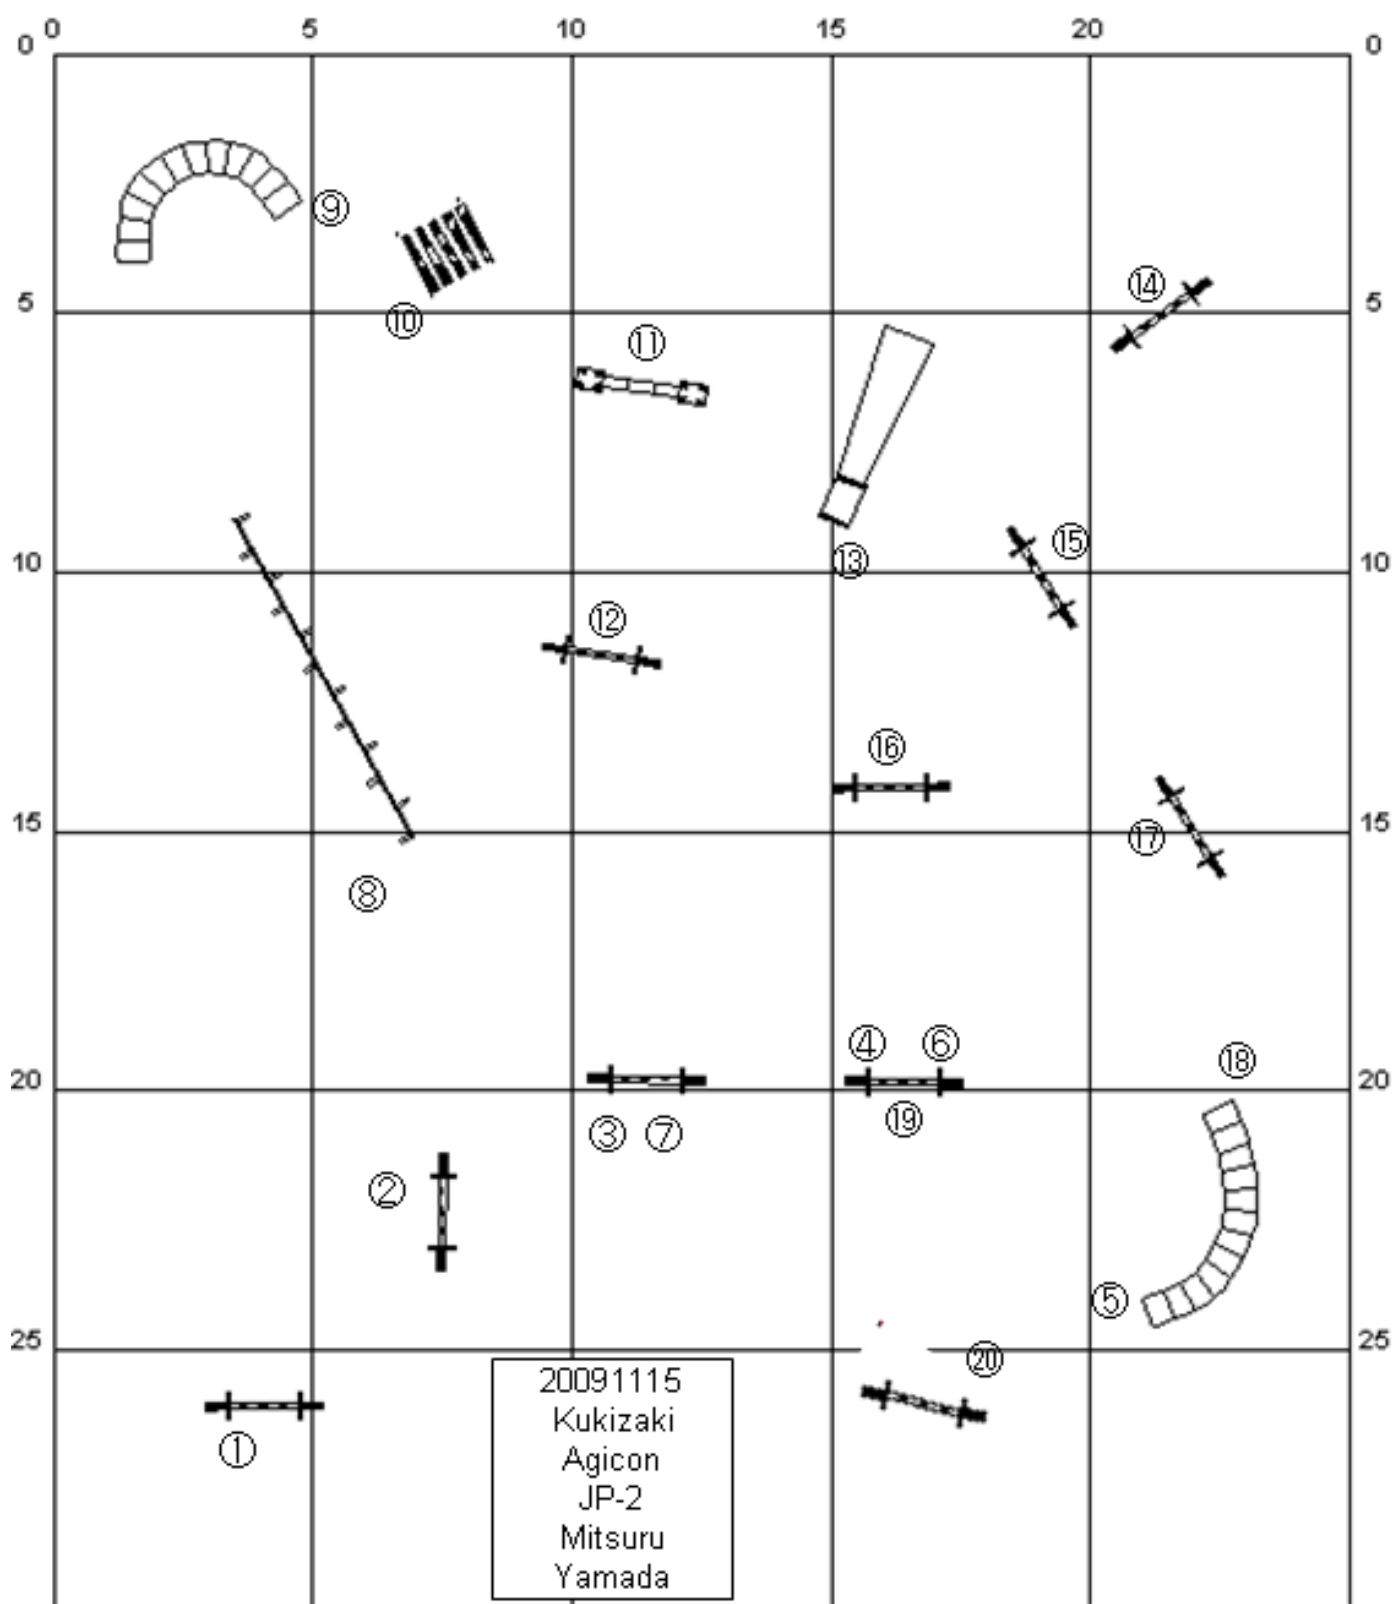 0 5 10 15 20
0 0
⑨
⑭
5 5
⑩
⑪
⑮
10 ⑬ 10
⑫
⑯
15 ⑰ 15
⑧
④ ⑥ ⑱
20 20
③ ⑦ ⑲
②
⑤
25 25
⑳
20091115
Kukizaki
Agicon
JP-2
Mitsuru
Yamada
①